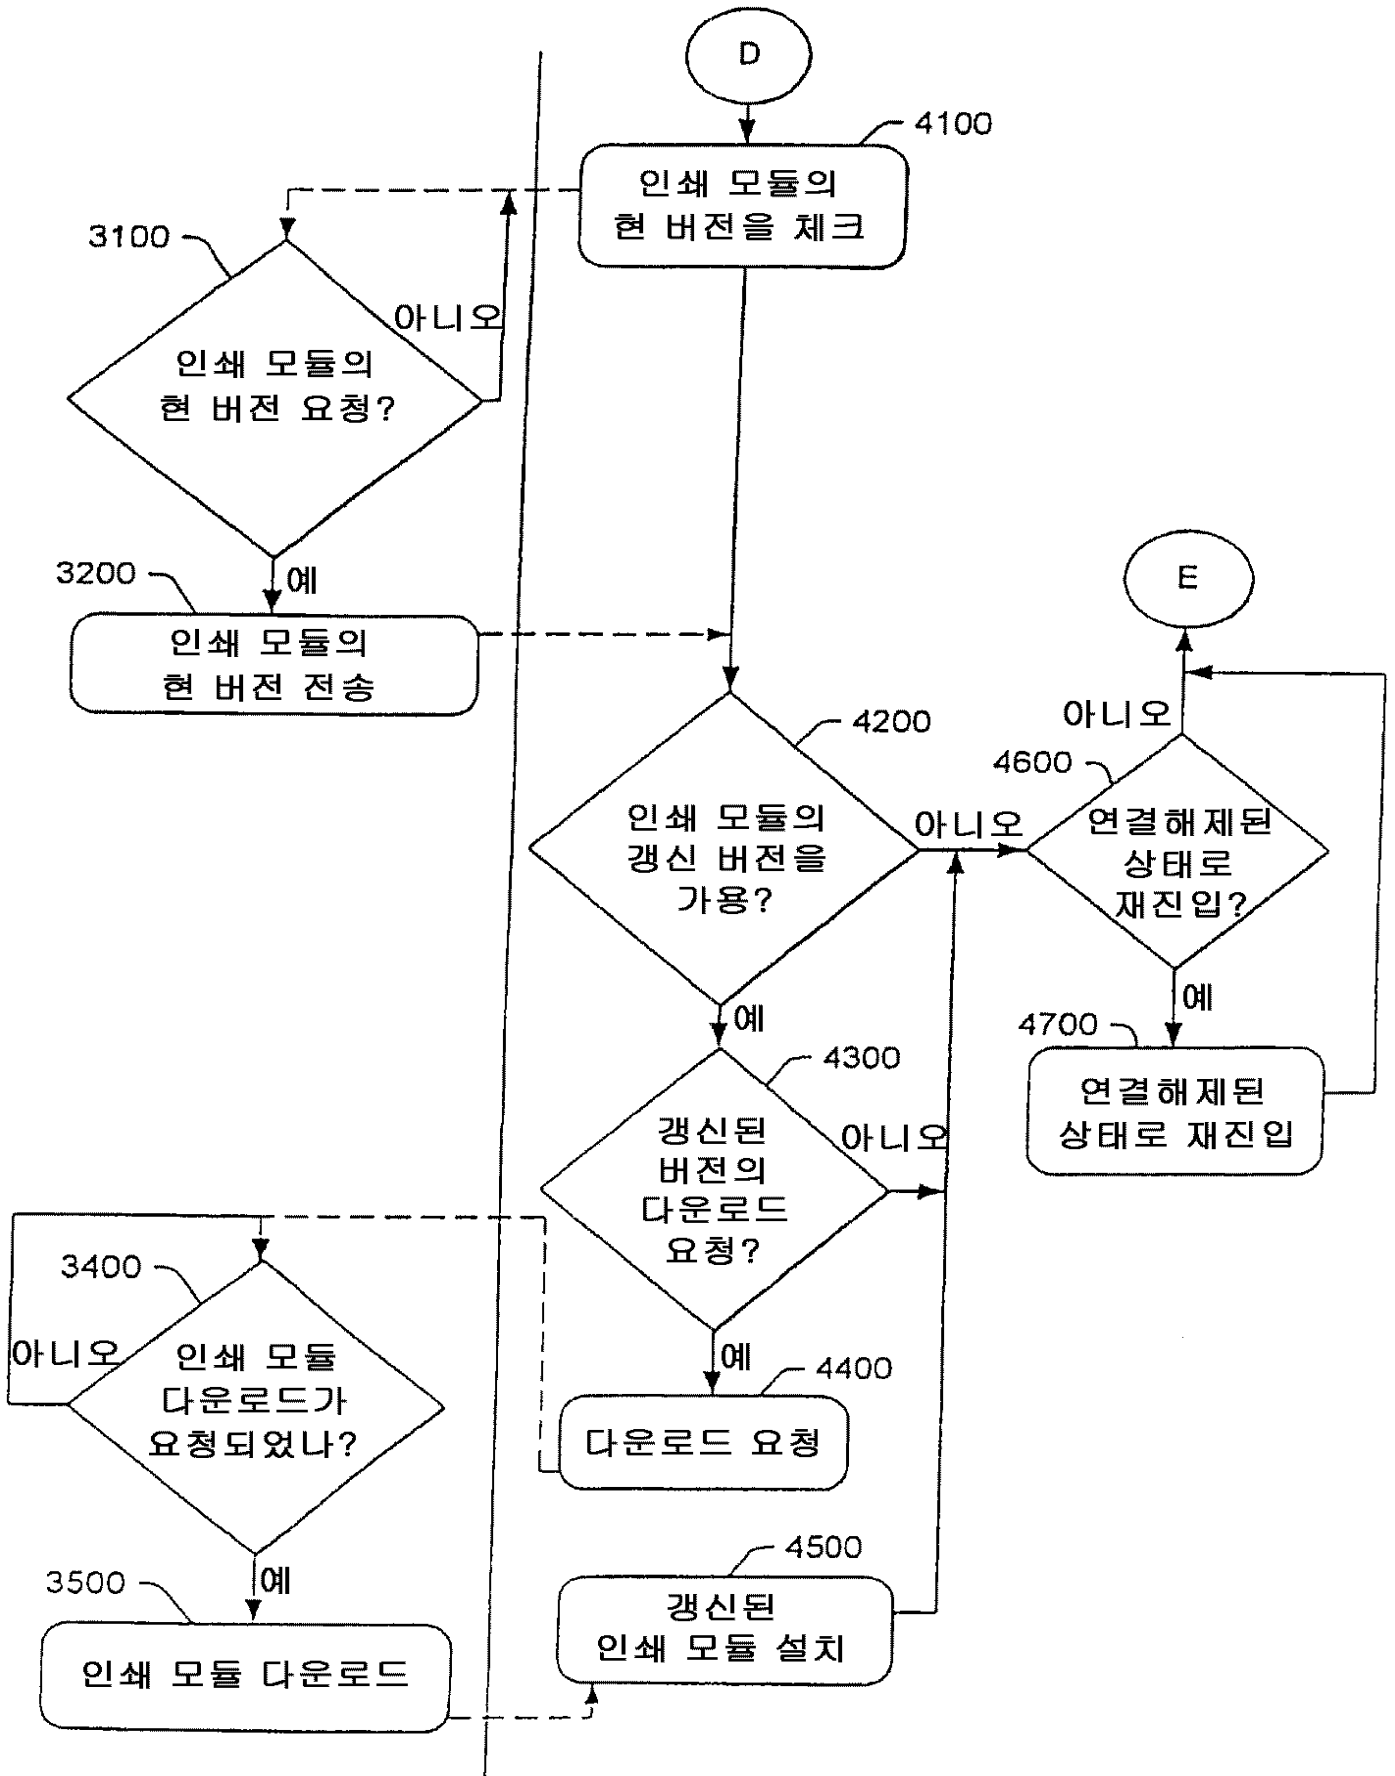 D
4100
인쇄 모듈의
현 버전을 체크
3100
아니오
인쇄 모듈의
현 버전 요청?
예
3200
인쇄 모듈의
현 버전 전송
E
4200
아니오
4600
인쇄 모듈의
갱신 버전을
가용?
아니오
연결해제된
상태로
재진입?
예
예
4700
연결해제된
상태로 재진입
4300
갱신된
버전의
다운로드
요청?
아니오
3400
아니오
인쇄 모듈
다운로드가
요청되었나?
예
4400
다운로드 요청
예
3500
인쇄 모듈 다운로드
4500
갱신된
인쇄 모듈 설치